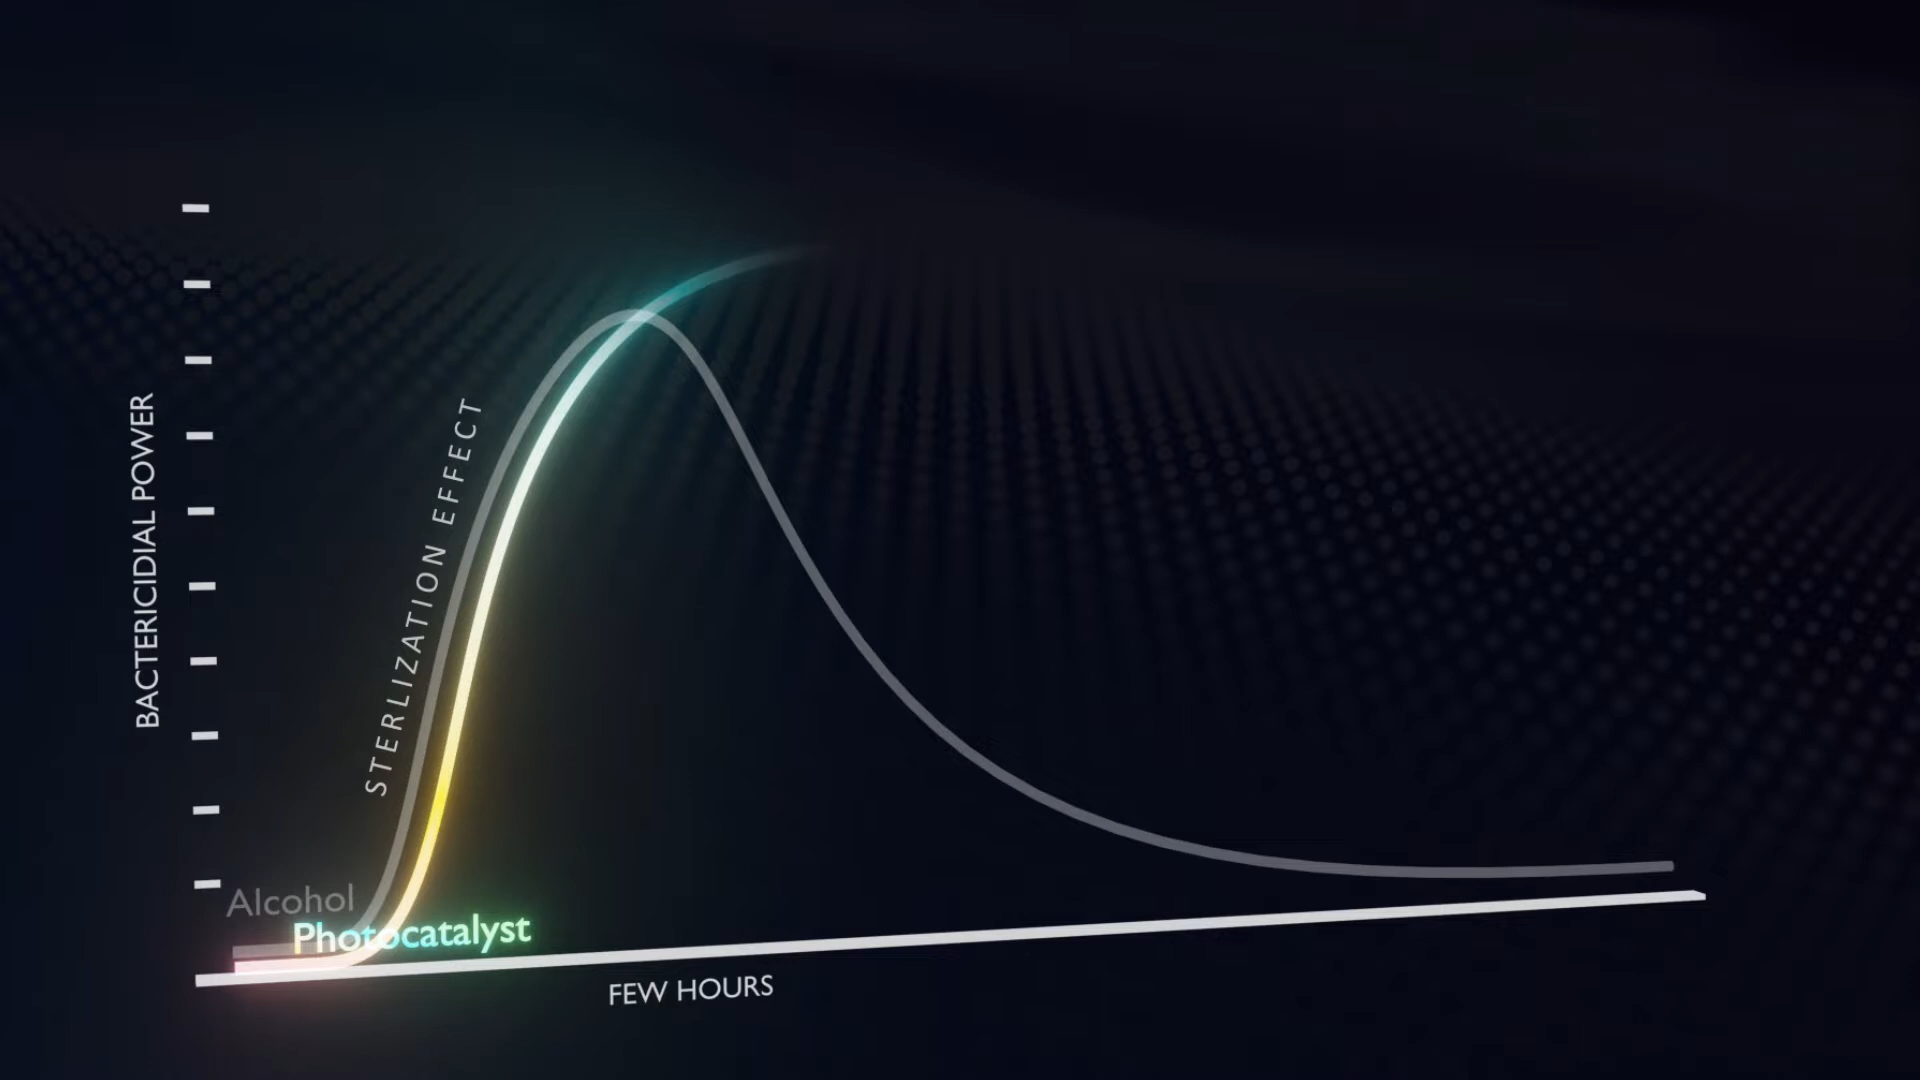 BACTERICIDIAL POWER
STERLIZATION EFFECT
Alcohol
Photocatalyst
FEW HOURS